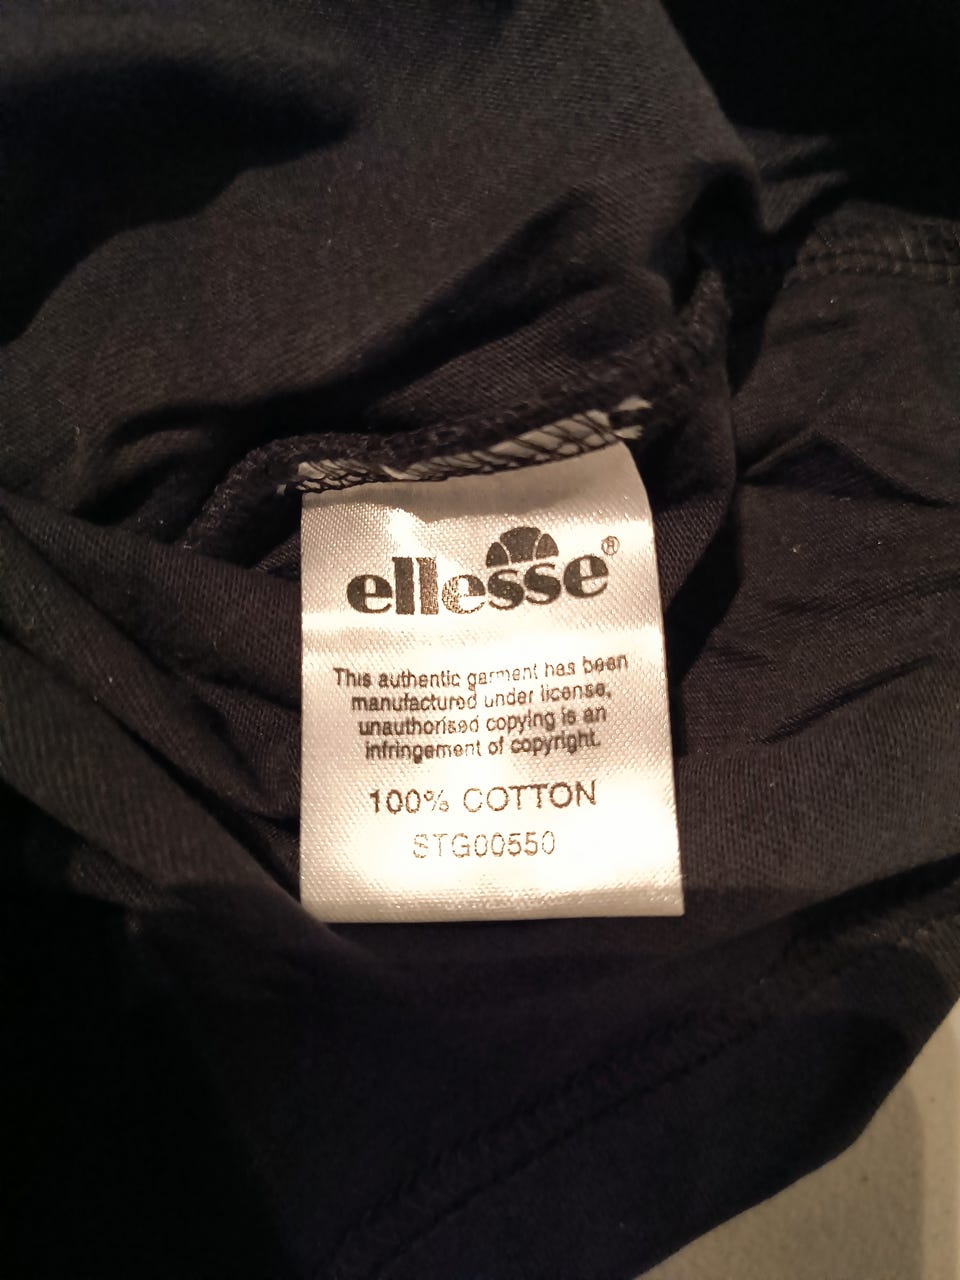 ellesse®
This authentic garment has been
manufactured under license,
unauthorised copying is an
infringement of copyright.
100% COTTON
STG00550